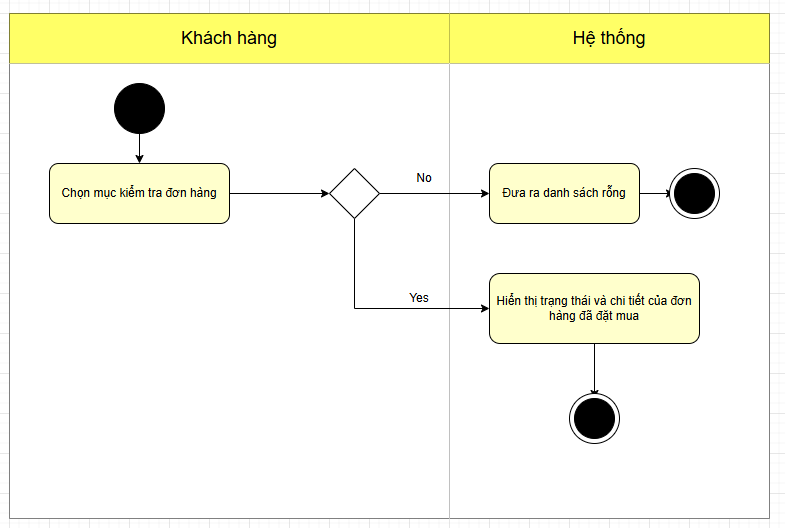 Khách hàng
Hệ thống
Chọn mục kiểm tra đơn hàng
No
Đưa ra danh sách rỗng
Yes
Hiển thị trạng thái và chi tiết của đơn
hàng đã đặt mua